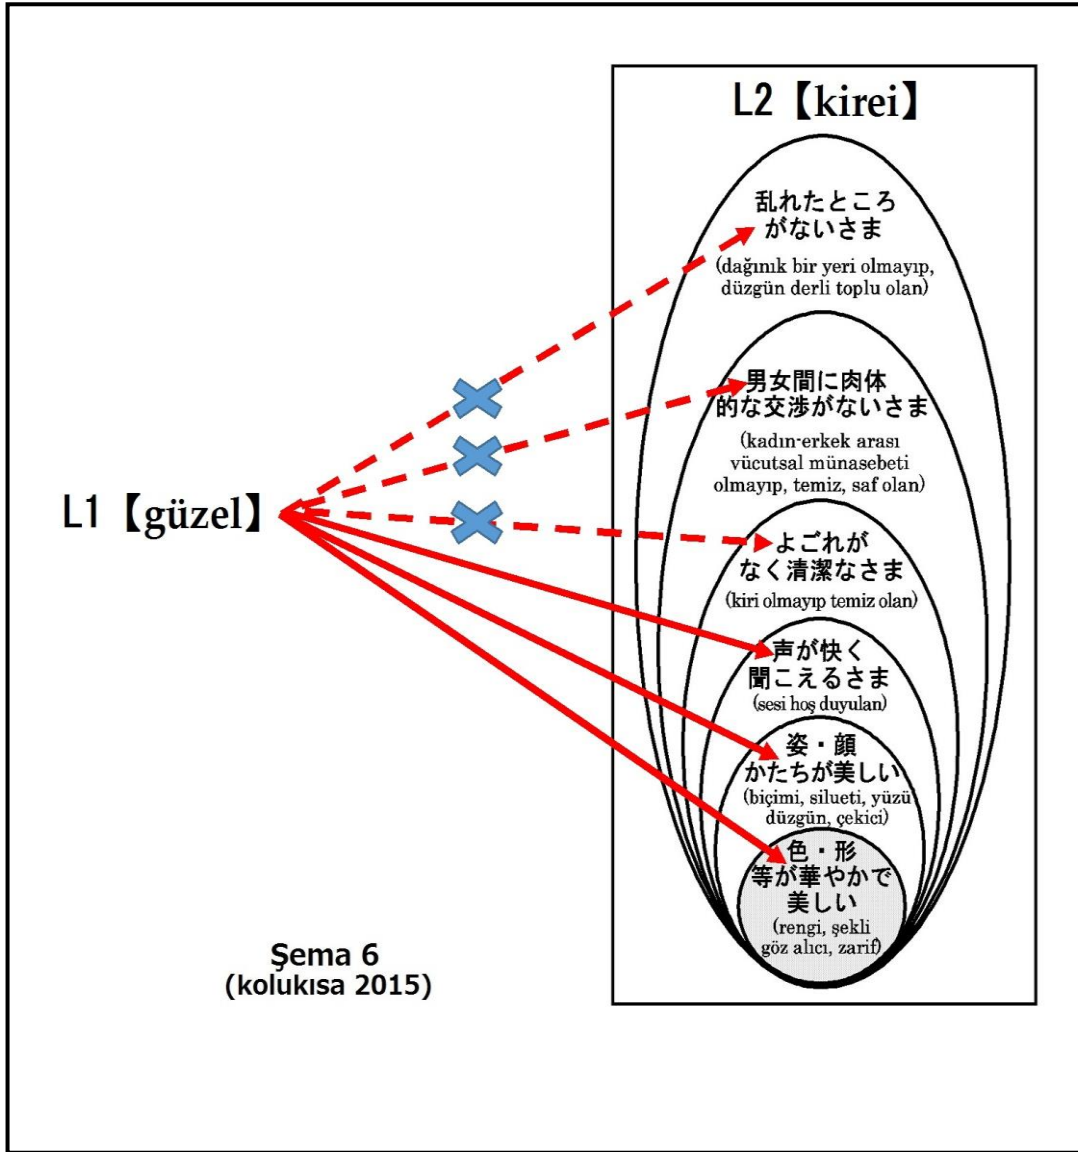 L2【kirei】
乱れたところ
がないさま
(dağınık bir yeri olmayıp,
düzgün derli toplu olan)
男女間に肉体
的な交渉がないさま
(kadın-erkek arası
vücutsal münasebeti
olmayıp, temiz, saf olan)
L1【güzel】
よごれが
なく清潔なさま
(kiri olmayıp temiz olan)
声が快く
聞こえるさま
(sesi hoş duyulan)
姿・顔
かたちが美しい
(biçimi, silueti, yüzü
düzgün, çekici)
色・形
等が華やかで
美しい
(rengi, şekli
göz alıcı, zarif)
Şema 6
(kolukısa 2015)